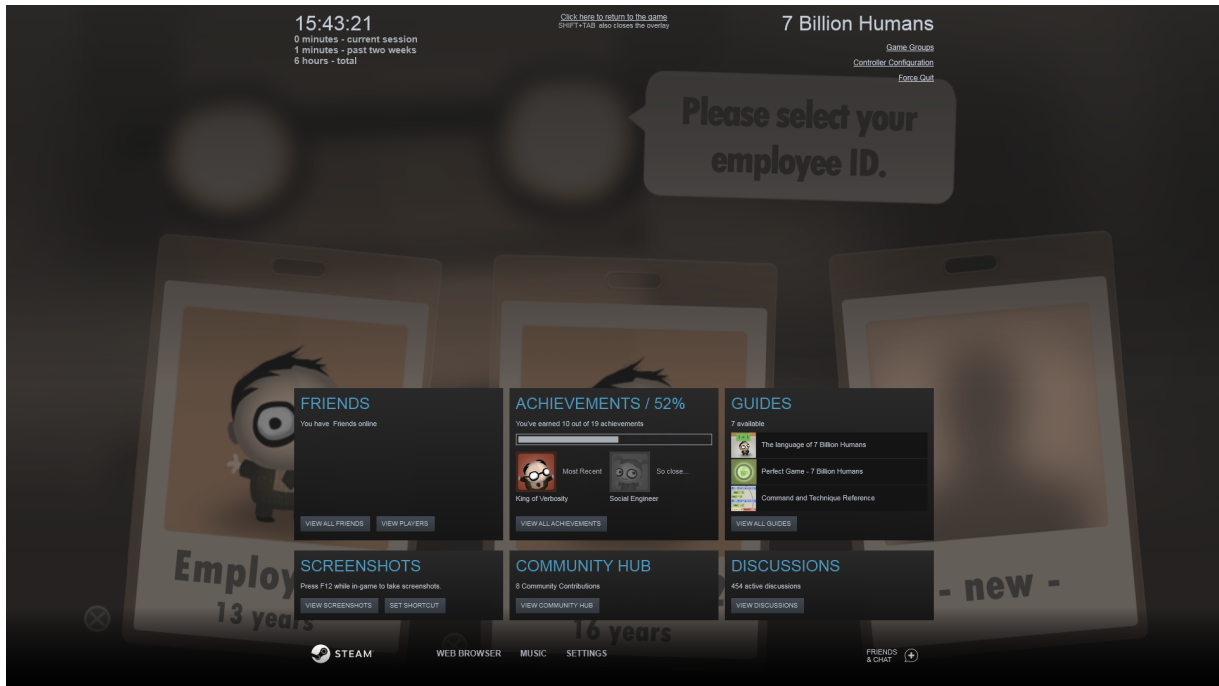 15:43:21
0 minutes - current session
1 minutes - past two weeks
6 hours - total
Click here to return to the game
SHIFT+TAB also closes the overlay
7 Billion Humans
Game Groups
Controller Configuration
Force Quit
Please select your
employee ID.
FRIENDS
You have Friends online
VIEW ALL FRIENDS VIEW PLAYERS
ACHIEVEMENTS / 52%
You've earned 10 out of 19 achievements
Most Recent So close...
King of Verbosity Social Engineer
VIEW ALL ACHIEVEMENTS
GUIDES
7 available
The language of 7 Billion Humans
Perfect Game - 7 Billion Humans
Command and Technique Reference
VIEW ALL GUIDES
SCREENSHOTS
Press F12 while in-game to take screenshots.
VIEW SCREENSHOTS SET SHORTCUT
COMMUNITY HUB
8 Community Contributions
VIEW COMMUNITY HUB
DISCUSSIONS
454 active discussions
VIEW DISCUSSIONS
13 years
16 years
- new -
STEAM
WEB BROWSER MUSIC SETTINGS
FRIENDS
& CHAT